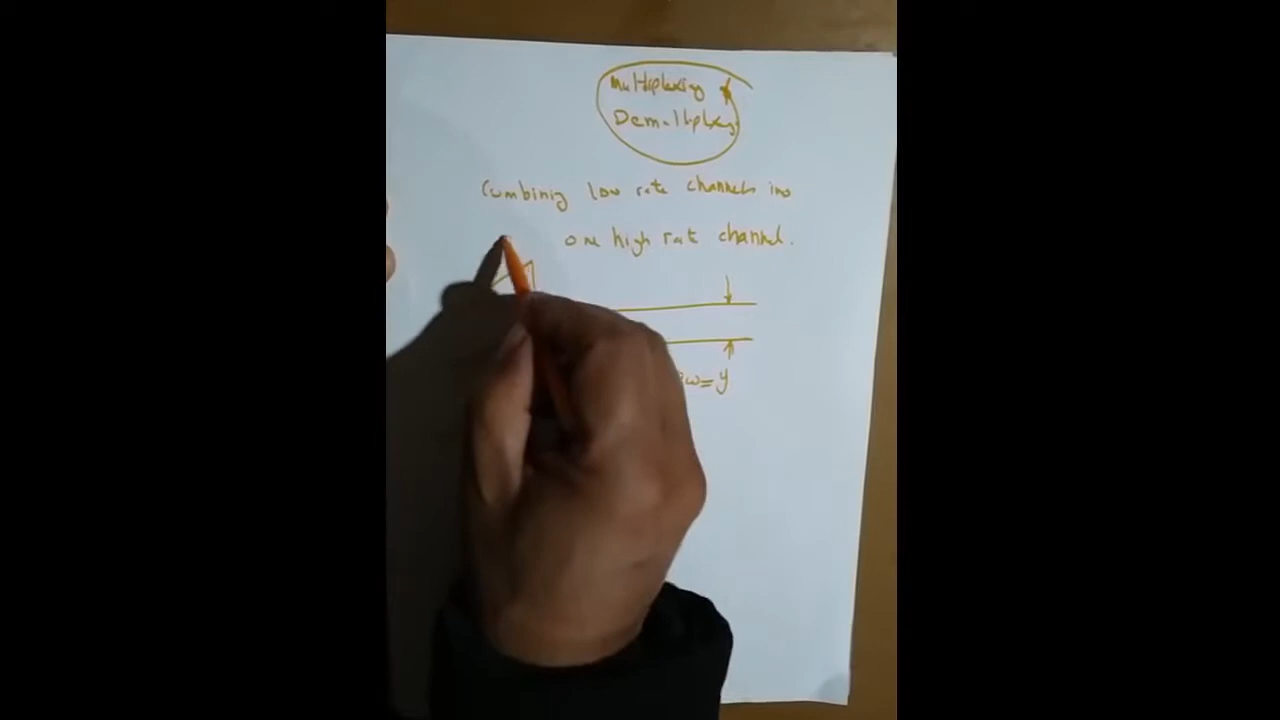 Multiplexing
Demultiplexing
Combining low rate channels into
one high rate channel.
BW = y